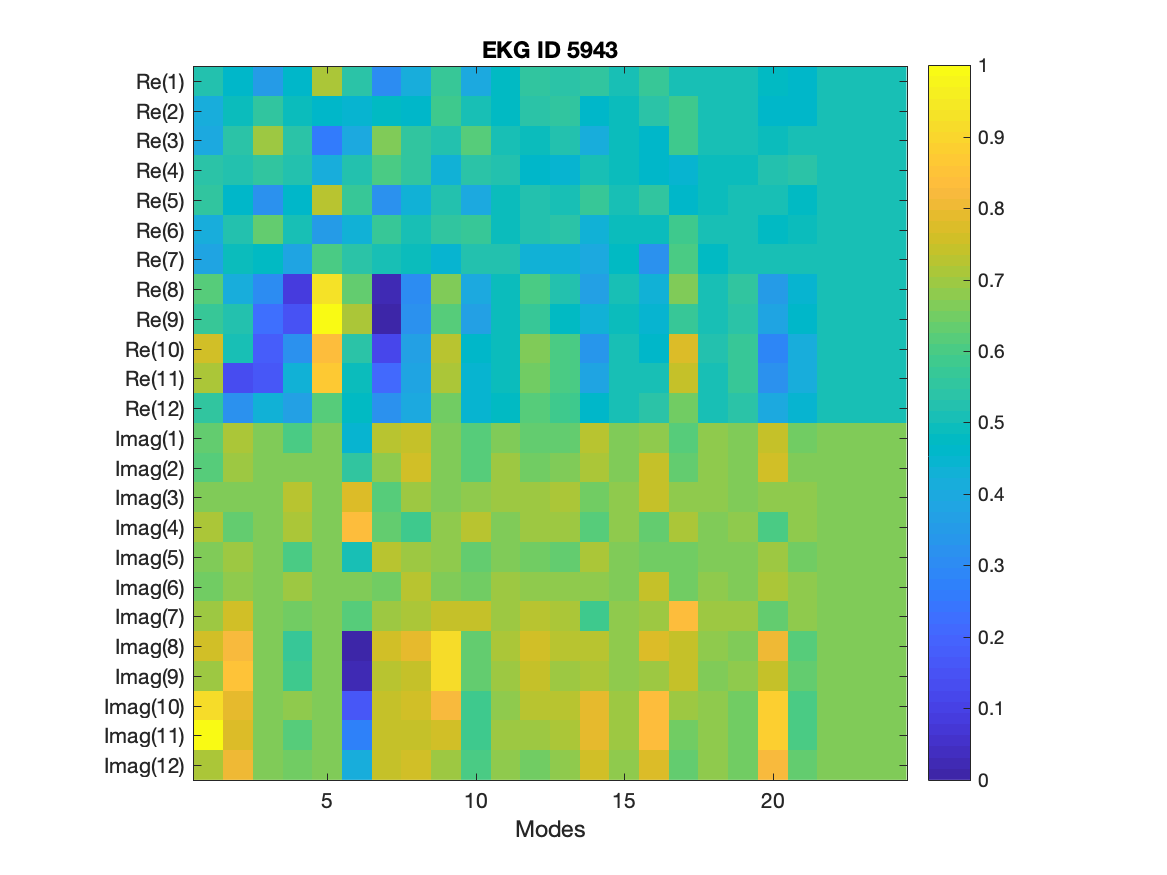 EKG ID 5943
Re(1)
Re(2)
Re(3)
Re(4)
Re(5)
Re(6)
Re(7)
Re(8)
Re(9)
Re(10)
Re(11)
Re(12)
Imag(1)
Imag(2)
Imag(3)
Imag(4)
Imag(5)
Imag(6)
Imag(7)
Imag(8)
Imag(9)
Imag(10)
Imag(11)
Imag(12)
5 10 15 20
Modes
1
0.9
0.8
0.7
0.6
0.5
0.4
0.3
0.2
0.1
0